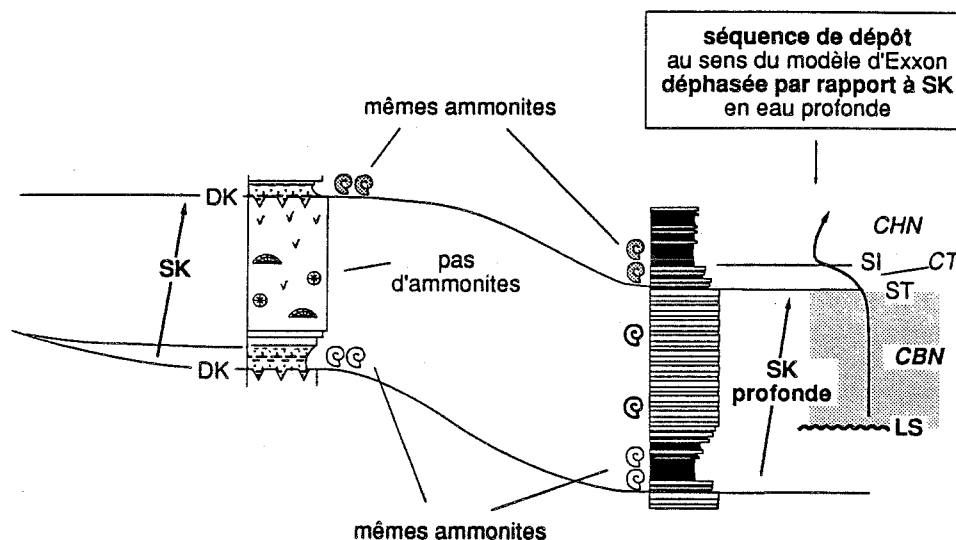 séquence de dépôt
au sens du modèle d'Exxon
déphasée par rapport à SK
en eau profonde
mêmes ammonites
DK
SK
pas
d'ammonites
DK
CHN
SI
CT
ST
CBN
SK
profonde
LS
mêmes ammonites